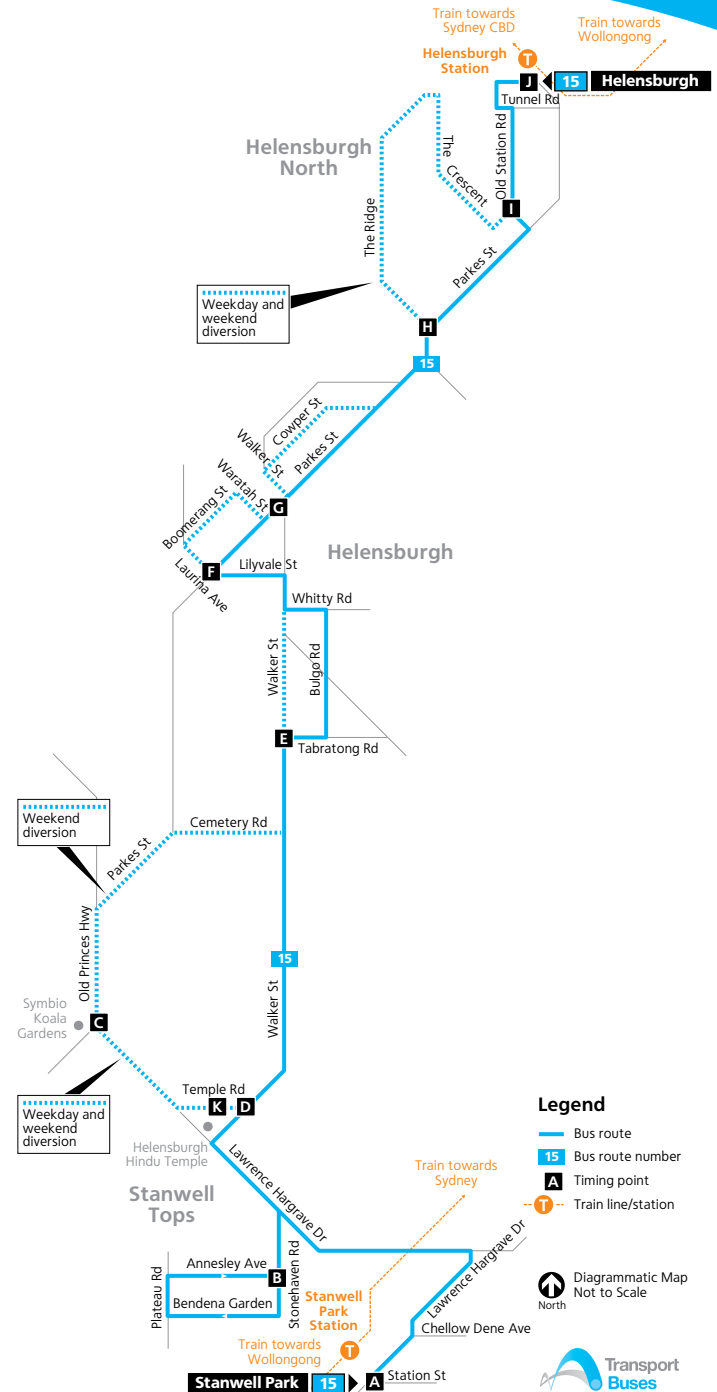 Train towards
Sydney CBD
Train towards
Wollongong
Helensburgh
Station
T
J
15
Helensburgh
Tunnel Rd
Helensburgh
North
The
Crescent
Old Station Rd
I
The Ridge
Parkes St
Weekday and
weekend
diversion
H
15
Cowper St
Walker St
Parkes St
Waratah St
G
Boomerang St
Helensburgh
F
Lilyvale St
Laurina Ave
Whitty Rd
Walker St
Bulgo Rd
E
Tabratong Rd
Weekend
diversion
Cemetery Rd
Parkes St
Old Princes Hwy
15
Symbio
Koala
Gardens
C
Walker St
Temple Rd
K
D
Weekday and
weekend
diversion
Helensburgh
Hindu Temple
Lawrence Hargrave Dr
Stanwell
Tops
Train towards
Sydney
Lawrence Hargrave Dr
Annesley Ave
B
Plateau Rd
Stonehaven Rd
Bendena Garden
Stanwell
Park
Station
Chellow Dene Ave
Train towards
Wollongong
T
Stanwell Park
15
A
Station St
Legend
Bus route
15
Bus route number
A
Timing point
T
Train line/station
North
Diagrammatic Map
Not to Scale
Transport
Buses